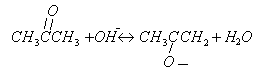 O
CH₃CCH₃ + OH⁻ ↔ CH₃CCH₂ + H₂O
O −